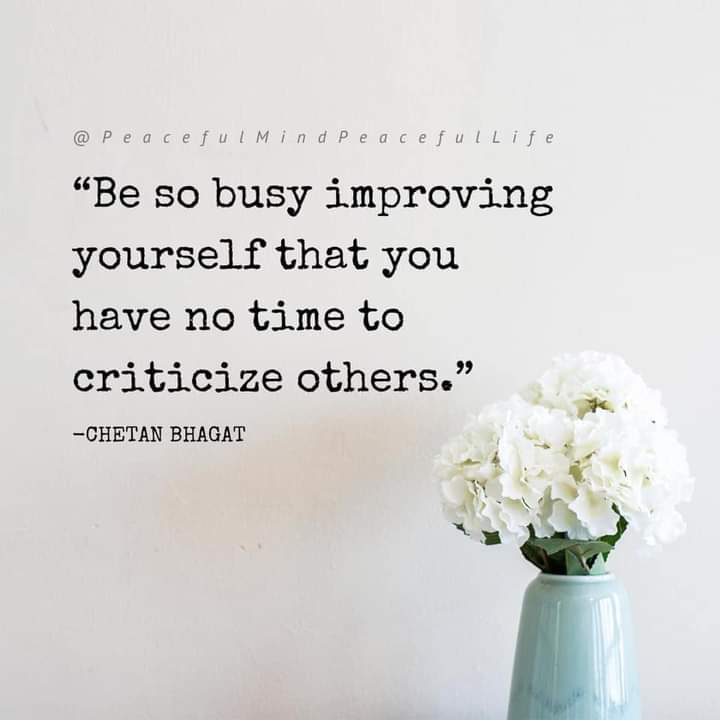 @PeacefulMindPeacefulLife
“Be so busy improving
yourself that you
have no time to
criticize others.”
-CHETAN BHAGAT